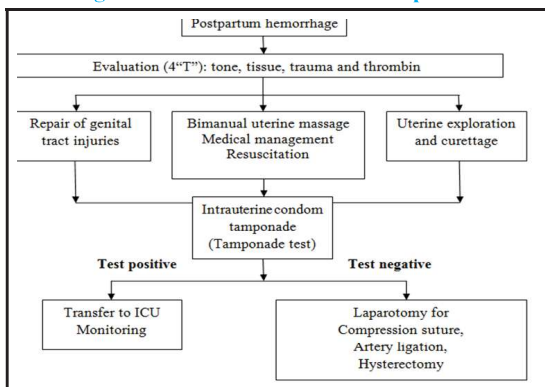 Postpartum hemorrhage
Evaluation (4“T”): tone, tissue, trauma and thrombin
Repair of genital
tract injuries
Bimanual uterine massage
Medical management
Resuscitation
Uterine exploration
and curettage
Intrauterine condom
tamponade
(Tamponade test)
Test positive
Test negative
Transfer to ICU
Monitoring
Laparotomy for
Compression suture,
Artery ligation,
Hysterectomy